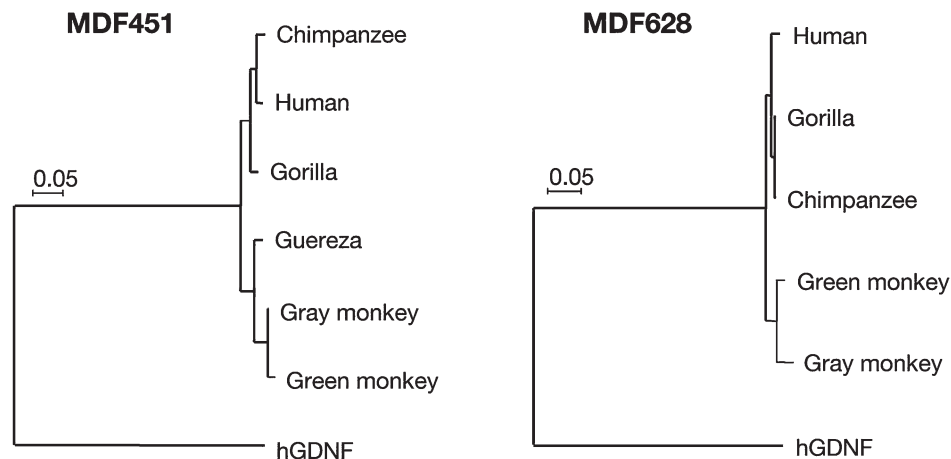 MDF451
Chimpanzee
Human
Gorilla
0.05
Guereza
Gray monkey
Green monkey
hGDNF
MDF628
Human
Gorilla
0.05
Chimpanzee
Green monkey
Gray monkey
hGDNF